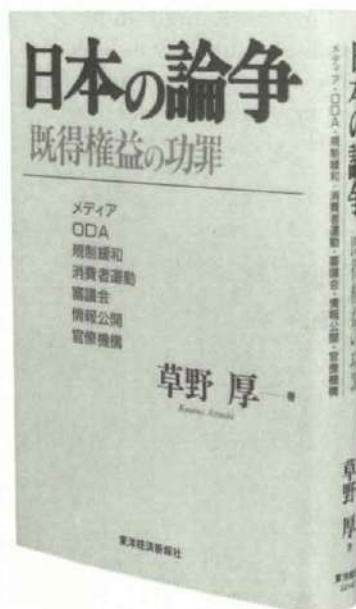 日本の論争
既得権益の功罪
メディア
ODA
規制緩和
消費者運動
審議会
情報公開
官僚機構
草野 厚 著
Kusano Atsushi
東洋経済新報社
メディア・ODA・規制緩和・消費者運動・審議会・情報公開・官僚機構
日本の論争
草野 厚 著